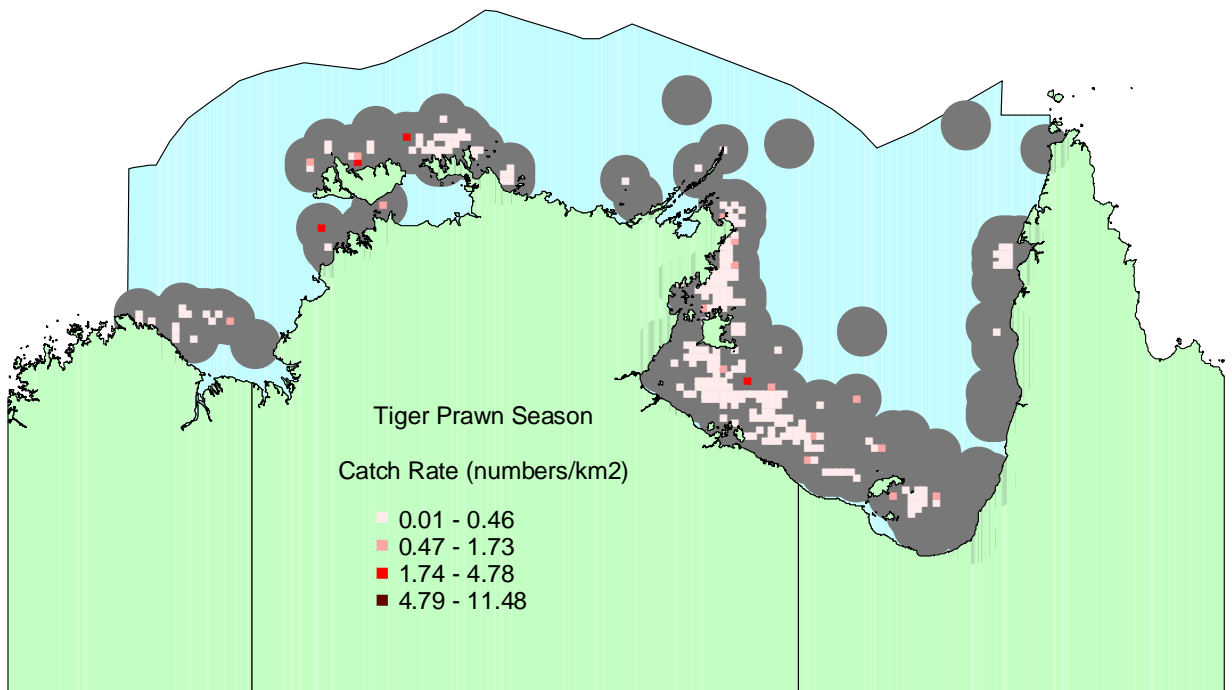 Tiger Prawn Season
Catch Rate (numbers/km2)
0.01 - 0.46
0.47 - 1.73
1.74 - 4.78
4.79 - 11.48